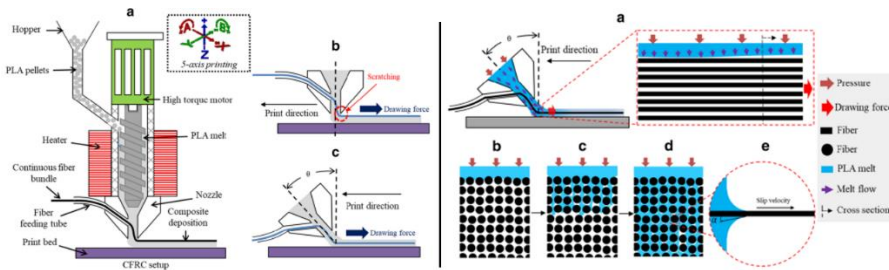 a
Hopper
PLA pellets
A
B
X
Y
Z
5-axis printing
High torque motor
Heater
PLA melt
Continuous fiber
bundle
Nozzle
Fiber
feeding tube
Composite
deposition
Print bed
CFRC setup
b
Scratching
Print direction
Drawing force
c
θ
Print direction
Drawing force
a
θ
Print direction
Pressure
Drawing force
Fiber
Fiber
PLA melt
Melt flow
Cross section
b
c
d
e
Slip velocity